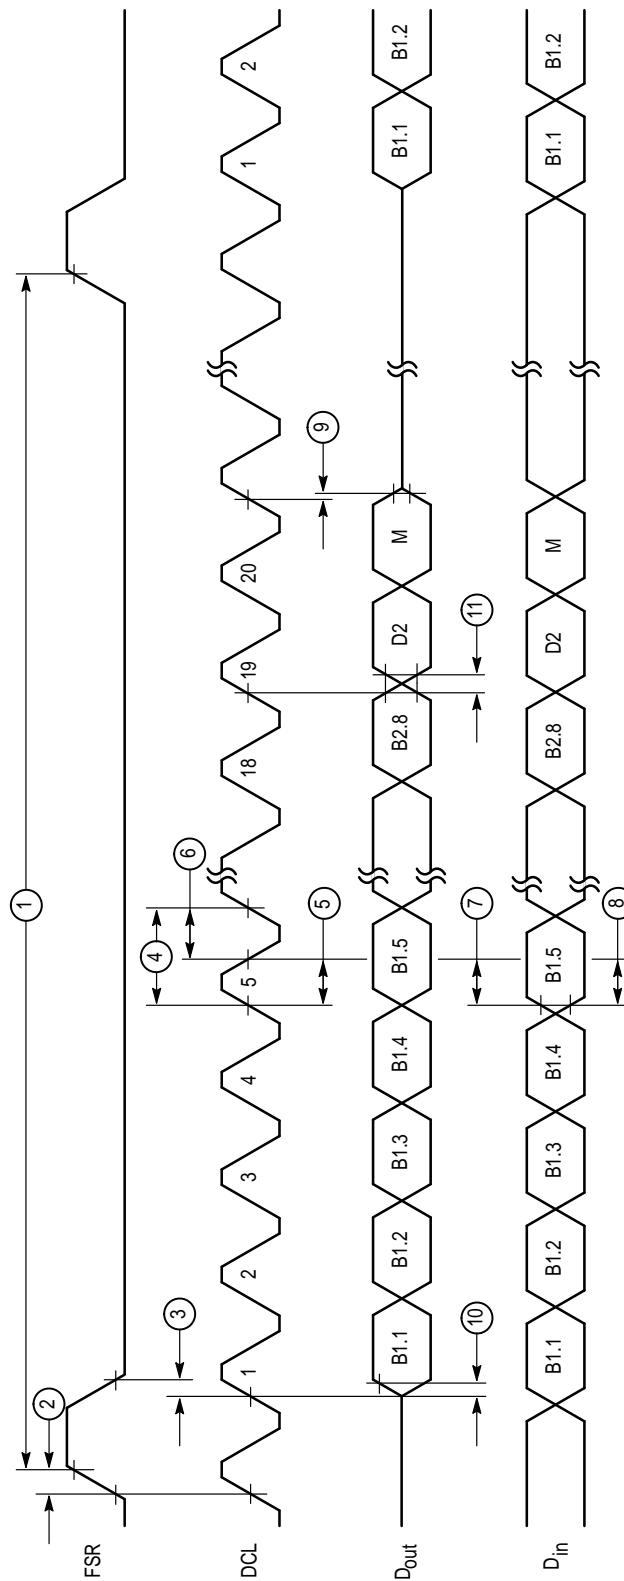 1
2
FSR
4
3 6
DCL 1 2 3 4 5 18 19 20 1 2
5 9
Dout B1.1 B1.2 B1.3 B1.4 B1.5 B2.8 D2 M B1.1 B1.2
10 7 11
Din B1.1 B1.2 B1.3 B1.4 B1.5 B2.8 D2 M B1.1 B1.2
8